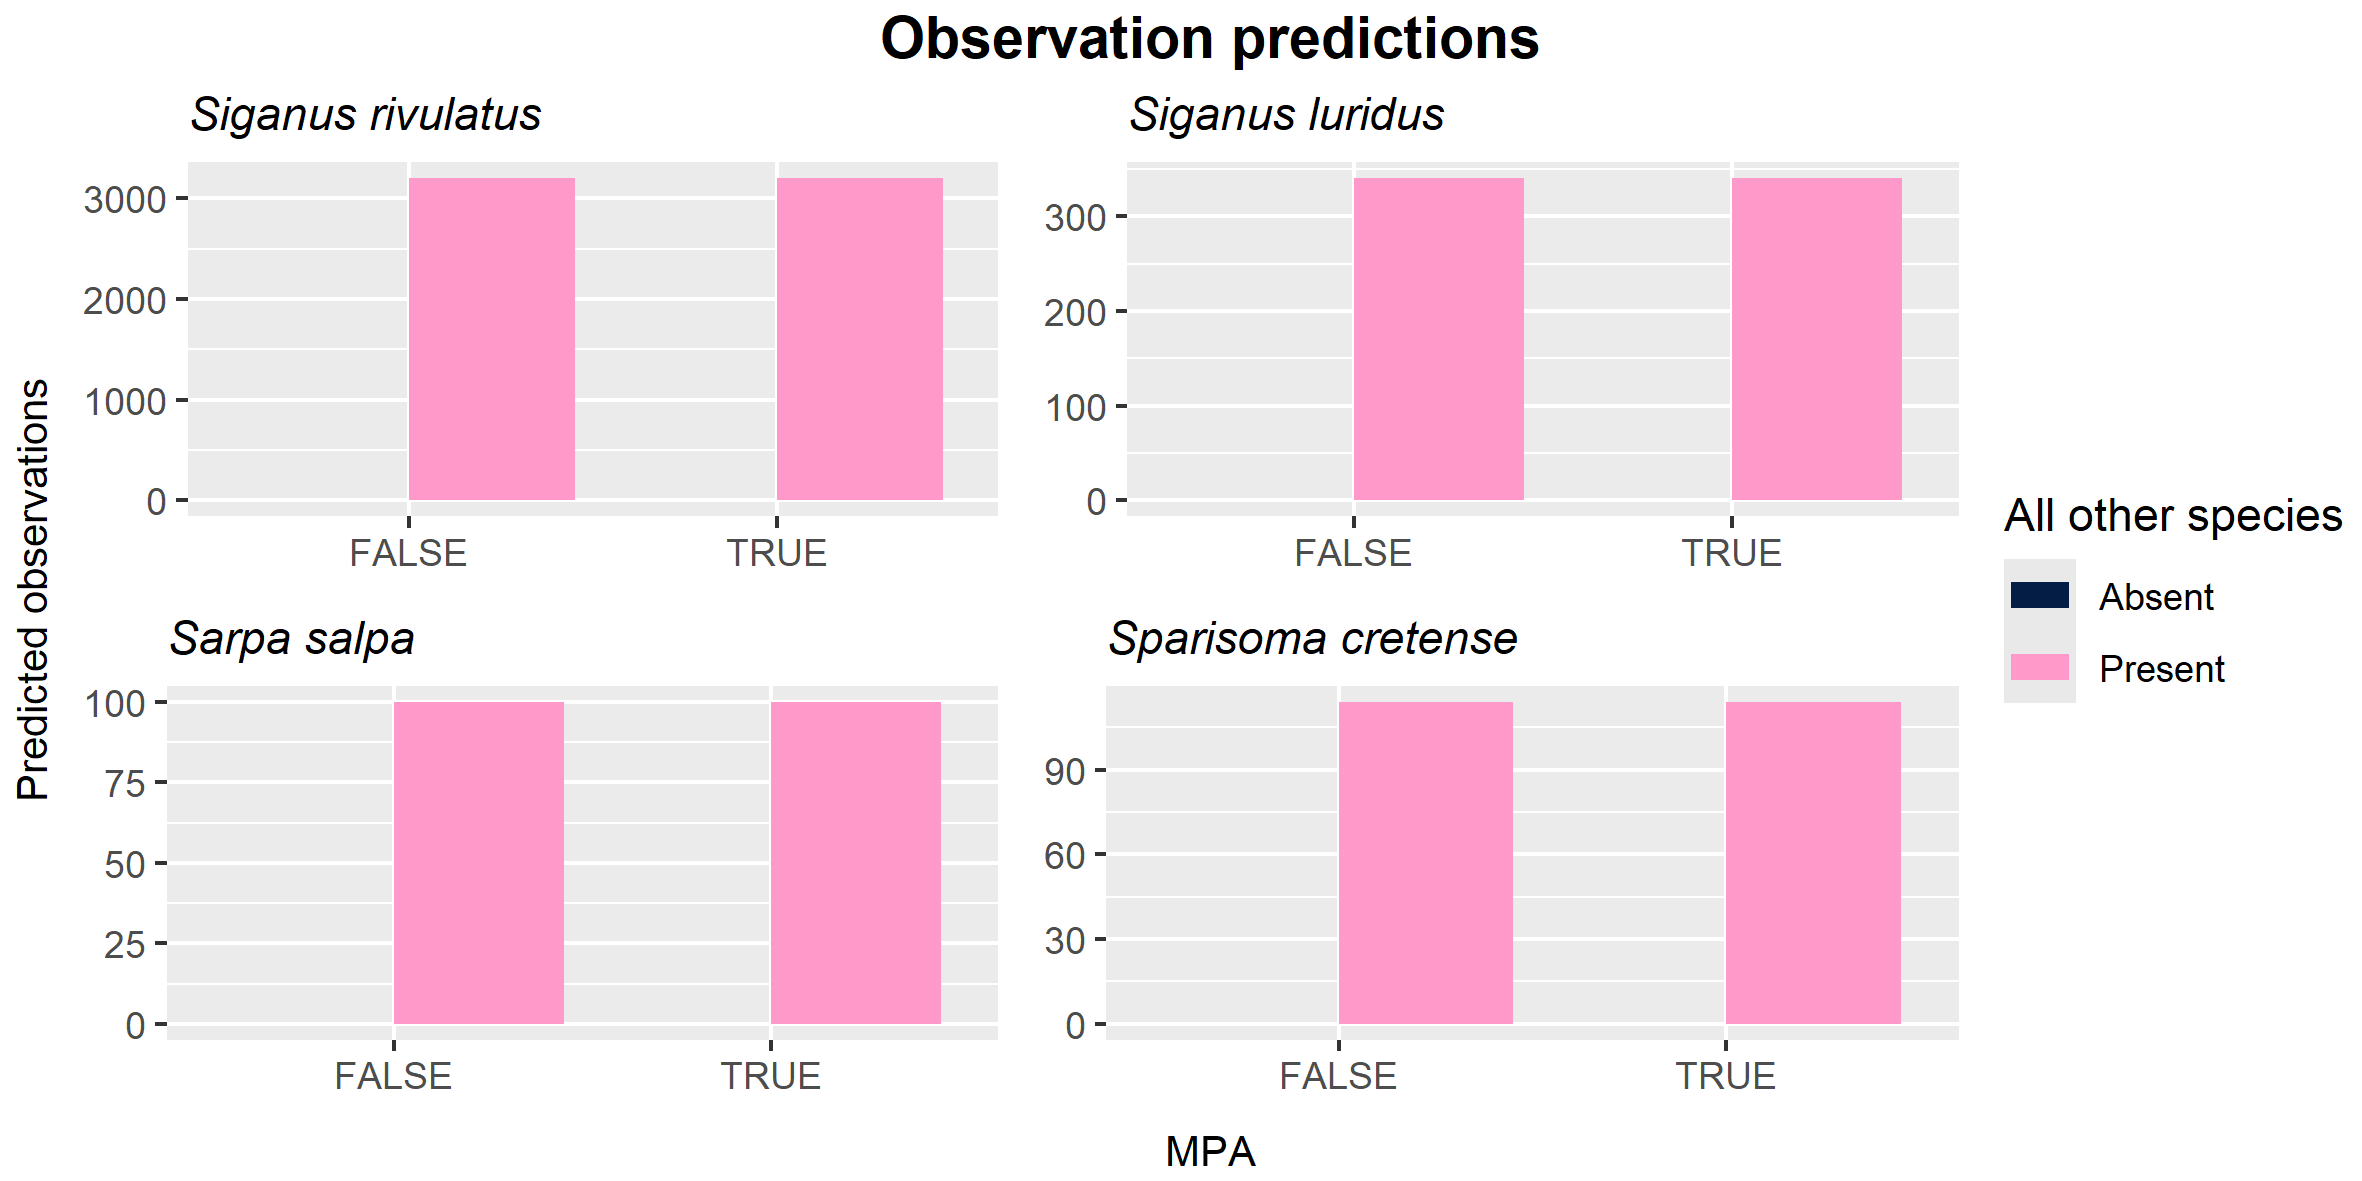 Observation predictions
Siganus rivulatus
Siganus luridus
3000
2000
1000
0
FALSE
TRUE
300
200
100
0
FALSE
TRUE
Predicted observations
Sarpa salpa
Sparisoma cretense
100
75
50
25
0
FALSE
TRUE
90
60
30
0
FALSE
TRUE
MPA
All other species
Absent
Present